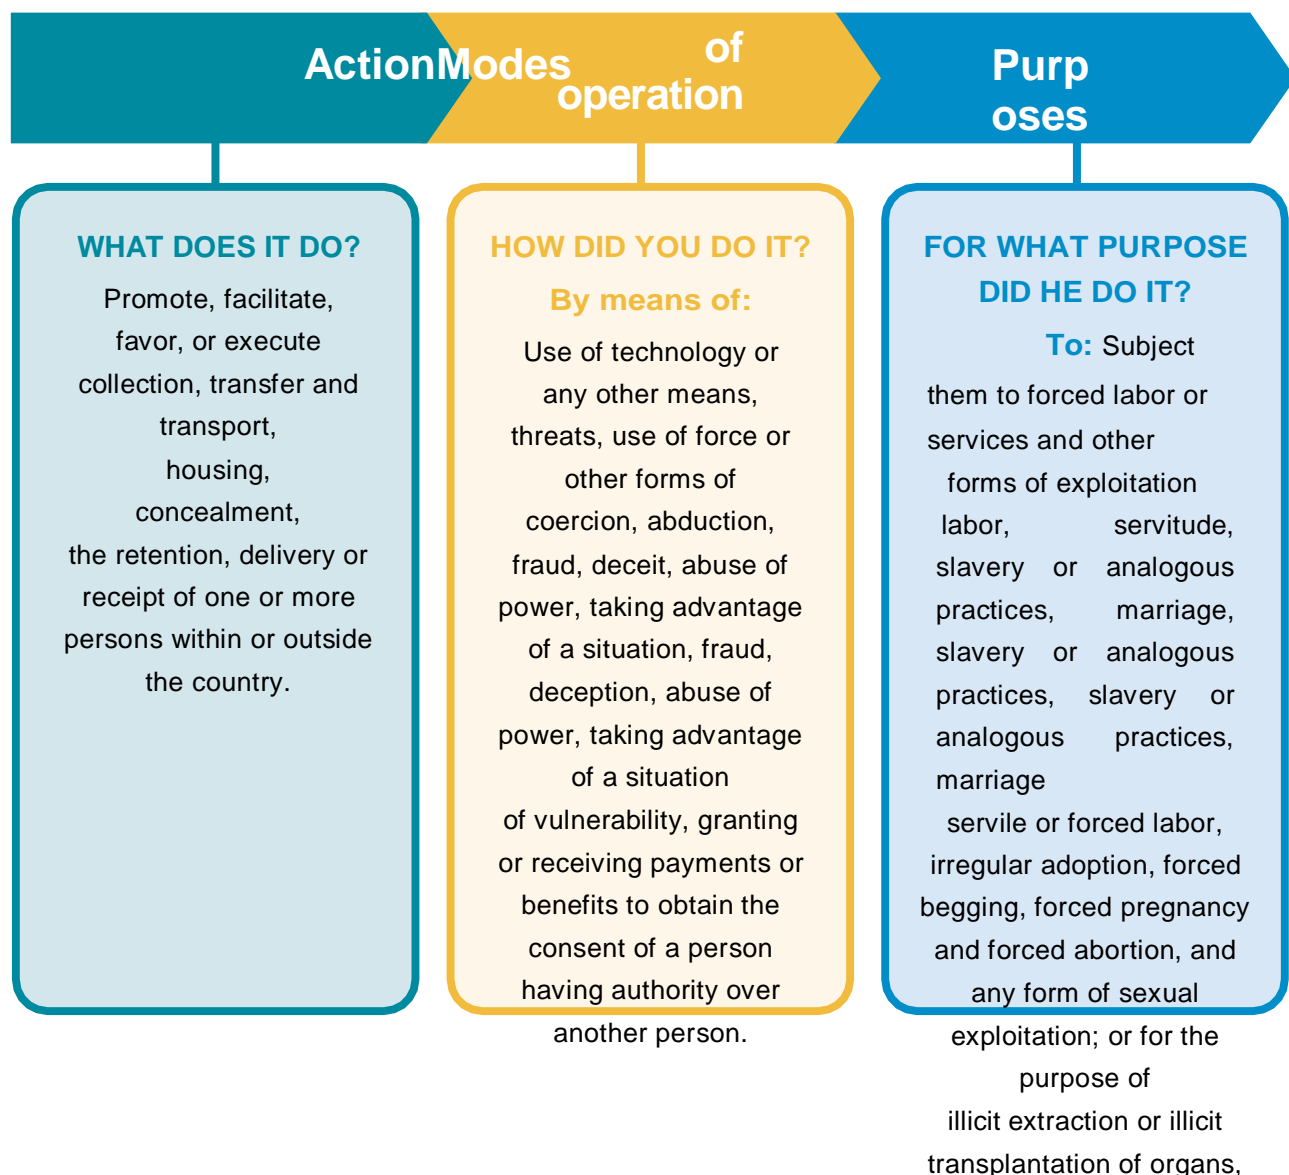 Action
Modes of
operation
Purp
oses
WHAT DOES IT DO?
Promote, facilitate,
favor, or execute
collection, transfer and
transport,
housing,
concealment,
the retention, delivery or
receipt of one or more
persons within or outside
the country.
HOW DID YOU DO IT?
By means of:
Use of technology or
any other means,
threats, use of force or
other forms of
coercion, abduction,
fraud, deceit, abuse of
power, taking advantage
of a situation, fraud,
deception, abuse of
power, taking advantage
of a situation
of vulnerability, granting
or receiving payments or
benefits to obtain the
consent of a person
having authority over
another person.
FOR WHAT PURPOSE
DID HE DO IT?
To: Subject
them to forced labor or
services and other
forms of exploitation
labor, servitude,
slavery or analogous
practices, marriage,
slavery or analogous
practices, slavery or
analogous practices,
marriage
servile or forced labor,
irregular adoption, forced
begging, forced pregnancy
and forced abortion, and
any form of sexual
exploitation; or for the
purpose of
illicit extraction or illicit
transplantation of organs,